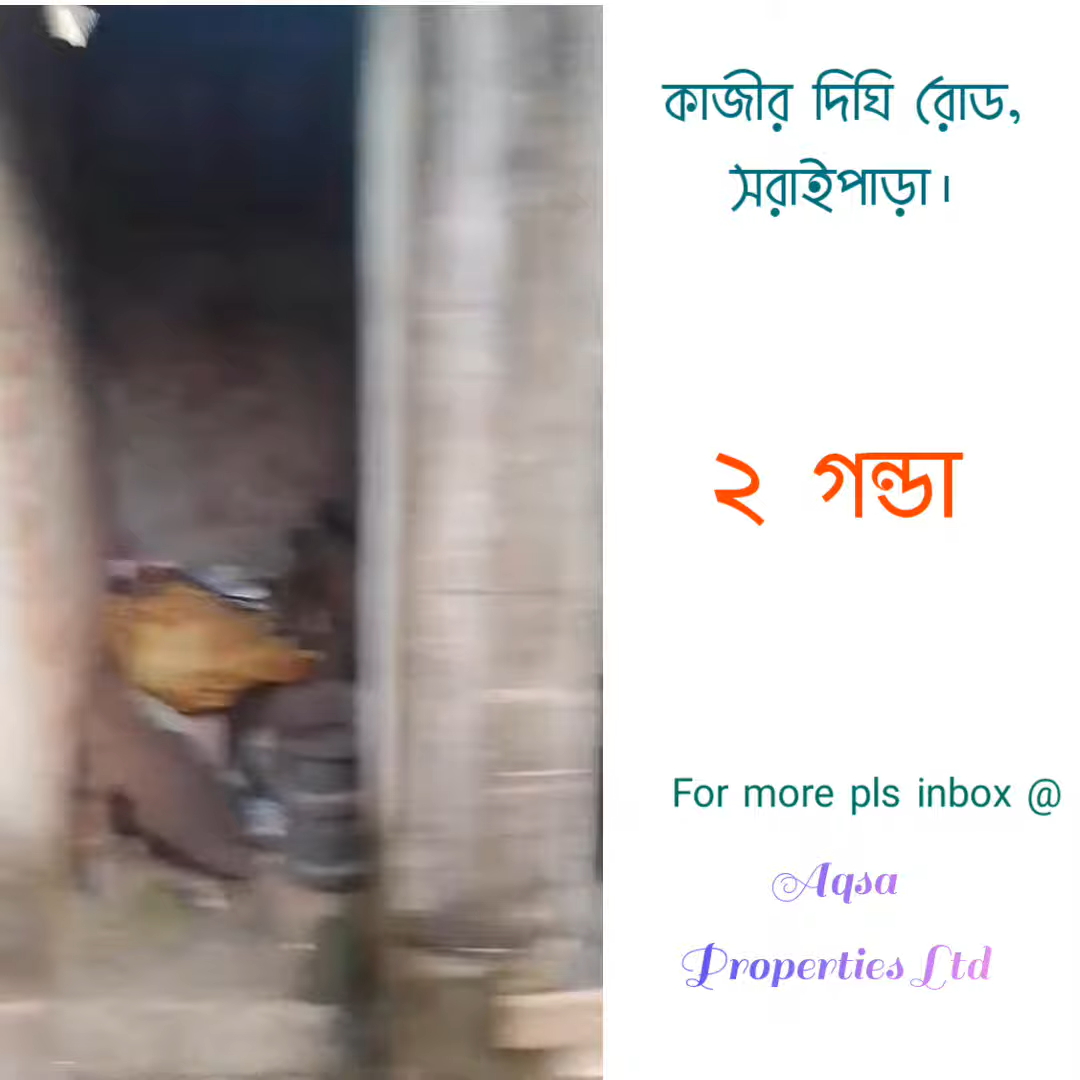 কাজীর দিঘি রোড,
সরাইপাড়া।
২ গন্ডা
For more pls inbox @
Aqsa
Properties Ltd